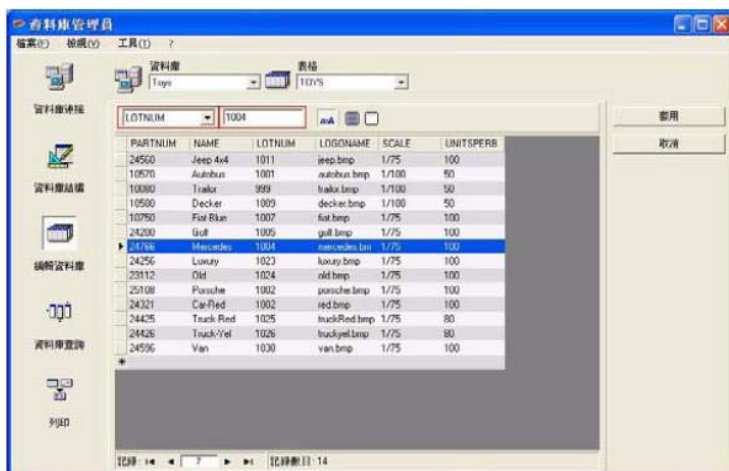 資料庫管理員
檔案(F) 檢視(V) 工具(T) ?
資料庫 表格
Toys TOYS
資料庫連接
LOTNUM 1004 套用
取消
PARTNUM NAME LOTNUM LOGONAME SCALE UNITSPERB
24560 Jeep 4x4 1011 jeep.bmp 1/75 100
10570 Autobus 1001 autobus.bmp 1/100 50
10080 Trailor 999 trailor.bmp 1/100 50
資料庫結構
10580 Decker 1009 decker.bmp 1/100 50
10750 Fiat-Blue 1007 fiat.bmp 1/75 100
24200 Golf 1005 golf.bmp 1/75 100
24766 Mercedes 1004 mercedes.bm 1/75 100
編輯資料庫
24256 Luxury 1023 luxury.bmp 1/75 100
23112 Old 1024 old.bmp 1/75 100
25108 Porsche 1002 porsche.bmp 1/75 100
24321 Car-Red 1002 red.bmp 1/75 100
24425 Truck-Red 1025 truckRed.bmp 1/75 80
24426 Truck-Yel 1026 truckyel.bmp 1/75 80
24596 Van 1030 van.bmp 1/75 100
資料庫查詢
列印
記錄: 7 記錄數目: 14